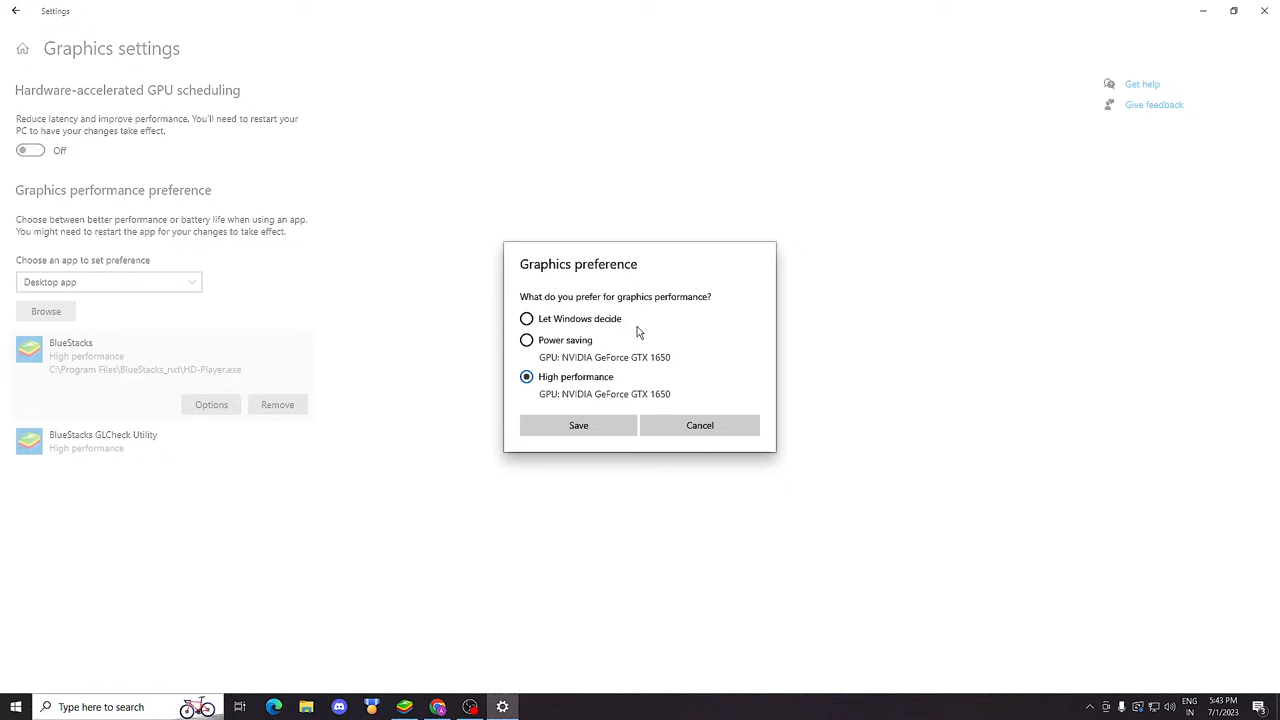 Settings
Graphics settings
Hardware-accelerated GPU scheduling
Reduce latency and improve performance. You'll need to restart your
PC to have your changes take effect.
Off
Graphics performance preference
Choose between better performance or battery life when using an app.
You might need to restart the app for your changes to take effect.
Choose an app to set preference
Desktop app
Browse
BlueStacks
High performance
C:\Program Files\BlueStacks_nxt\HD-Player.exe
Options
Remove
BlueStacks GLCheck Utility
High performance
Get help
Give feedback
Graphics preference
What do you prefer for graphics performance?
Let Windows decide
Power saving
GPU: NVIDIA GeForce GTX 1650
High performance
GPU: NVIDIA GeForce GTX 1650
Save
Cancel
Type here to search
ENG
IN
5:43 PM
7/1/2023